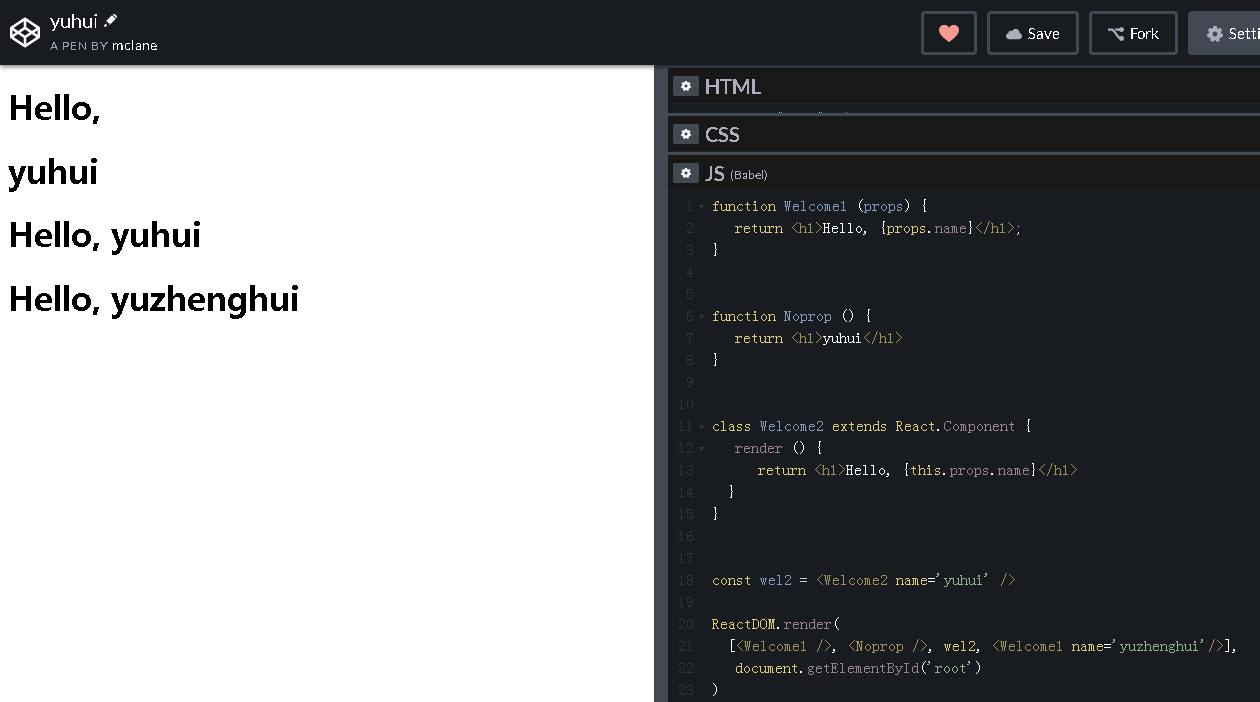 yuhui
A PEN BY mclane
Save
Fork
Setti
Hello,
yuhui
Hello, yuhui
Hello, yuzhenghui
HTML
CSS
JS (Babel)
1 function Welcome1 (props) {
2 return <h1>Hello, {props.name}</h1>;
3 }
4
5
6 function Noprop () {
7 return <h1>yuhui</h1>
8 }
9
10
11 class Welcome2 extends React.Component {
12 render () {
13 return <h1>Hello, {this.props.name}</h1>
14 }
15 }
16
17
18 const wel2 = <Welcome2 name='yuhui' />
19
20 ReactDOM.render(
21 [<Welcome1 />, <Noprop />, wel2, <Welcome1 name='yuzhenghui'/>],
22 document.getElementById('root')
23 )